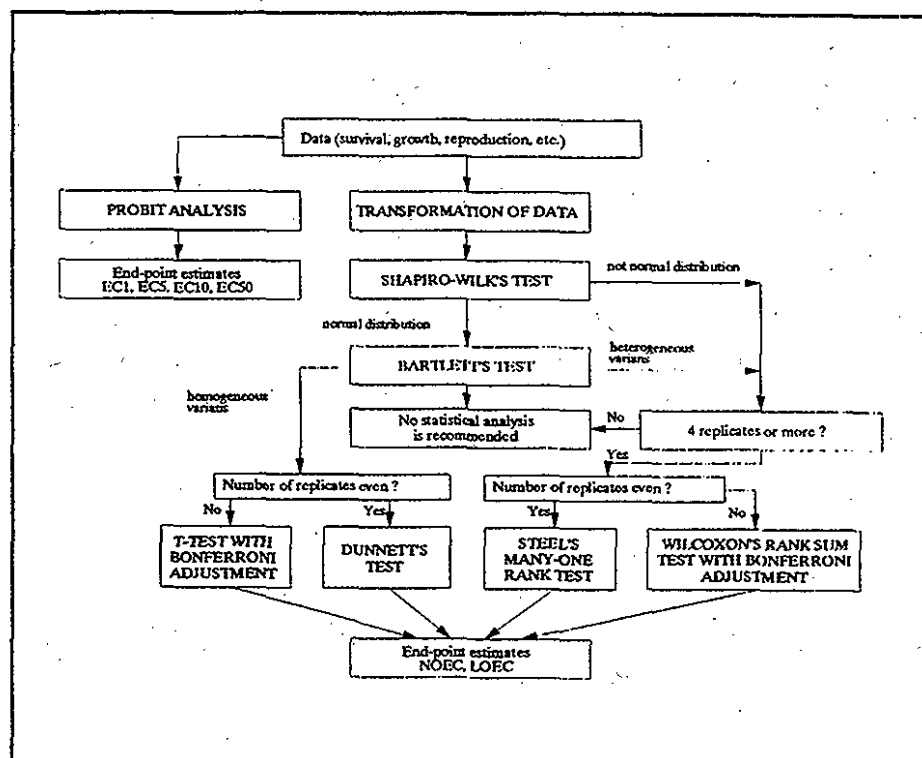 Data (survival, growth, reproduction, etc.)
PROBIT ANALYSIS
TRANSFORMATION OF DATA
End-point estimates
EC1, EC5, EC10, EC50
SHAPIRO-WILK'S TEST
not normal distribution
normal distribution
BARTLETT'S TEST
heterogeneous
varians
homogeneous
varians
No statistical analysis
is recommended
No
4 replicates or more ?
Yes
Number of replicates even ?
Number of replicates even ?
No
Yes
Yes
No
T-TEST WITH
BONFERRONI
ADJUSTMENT
DUNNETT'S
TEST
STEEL'S
MANY-ONE
RANK TEST
WILCOXON'S RANK SUM
TEST WITH BONFERRONI
ADJUSTMENT
End-point estimates
NOEC, LOEC